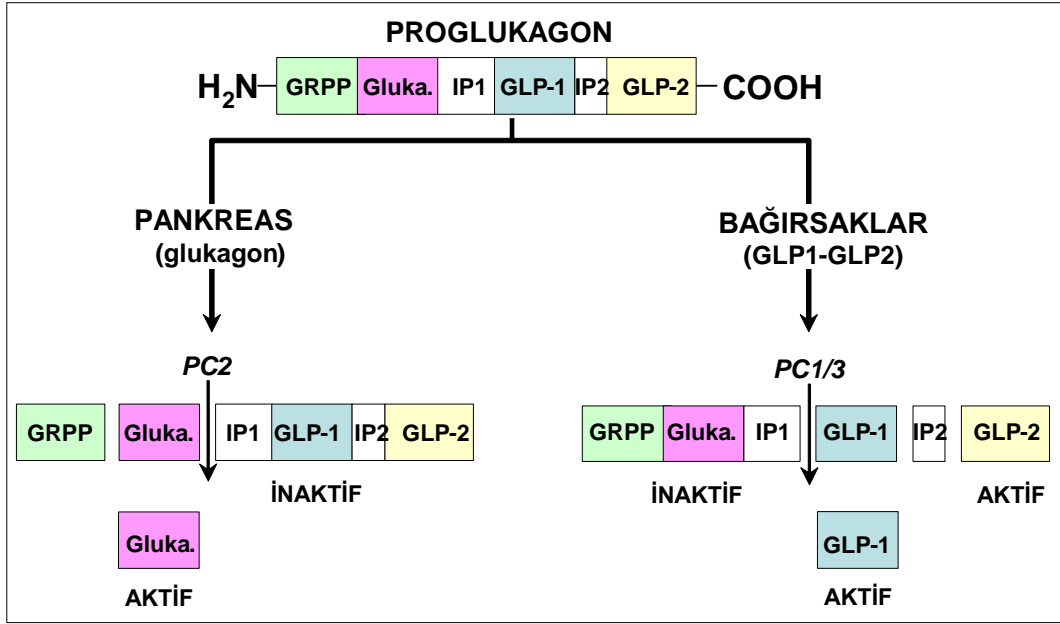 PROGLUKAGON
H2N GRPP Gluka. IP1 GLP-1 IP2 GLP-2 COOH
PANKREAS
(glukagon)
BAĞIRSAKLAR
(GLP1-GLP2)
PC2
PC1/3
GRPP Gluka. IP1 GLP-1 IP2 GLP-2
GRPP Gluka. IP1 GLP-1 IP2 GLP-2
İNAKTİF
İNAKTİF
AKTİF
Gluka.
GLP-1
AKTİF
AKTİF